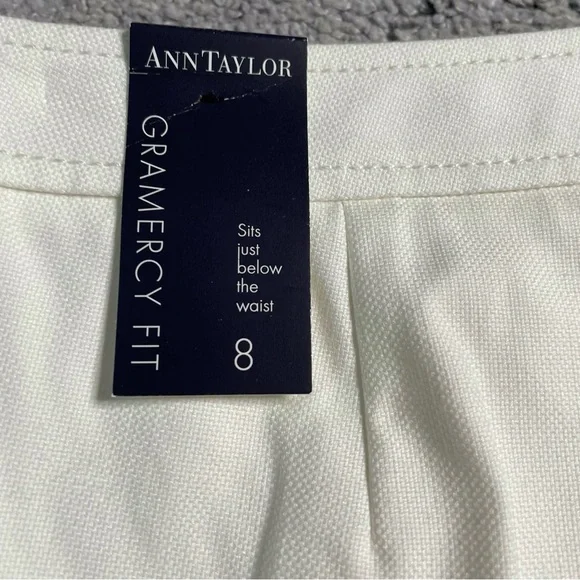 ANNTAYLOR
GRAMERCY FIT
Sits
just
below
the
waist
8